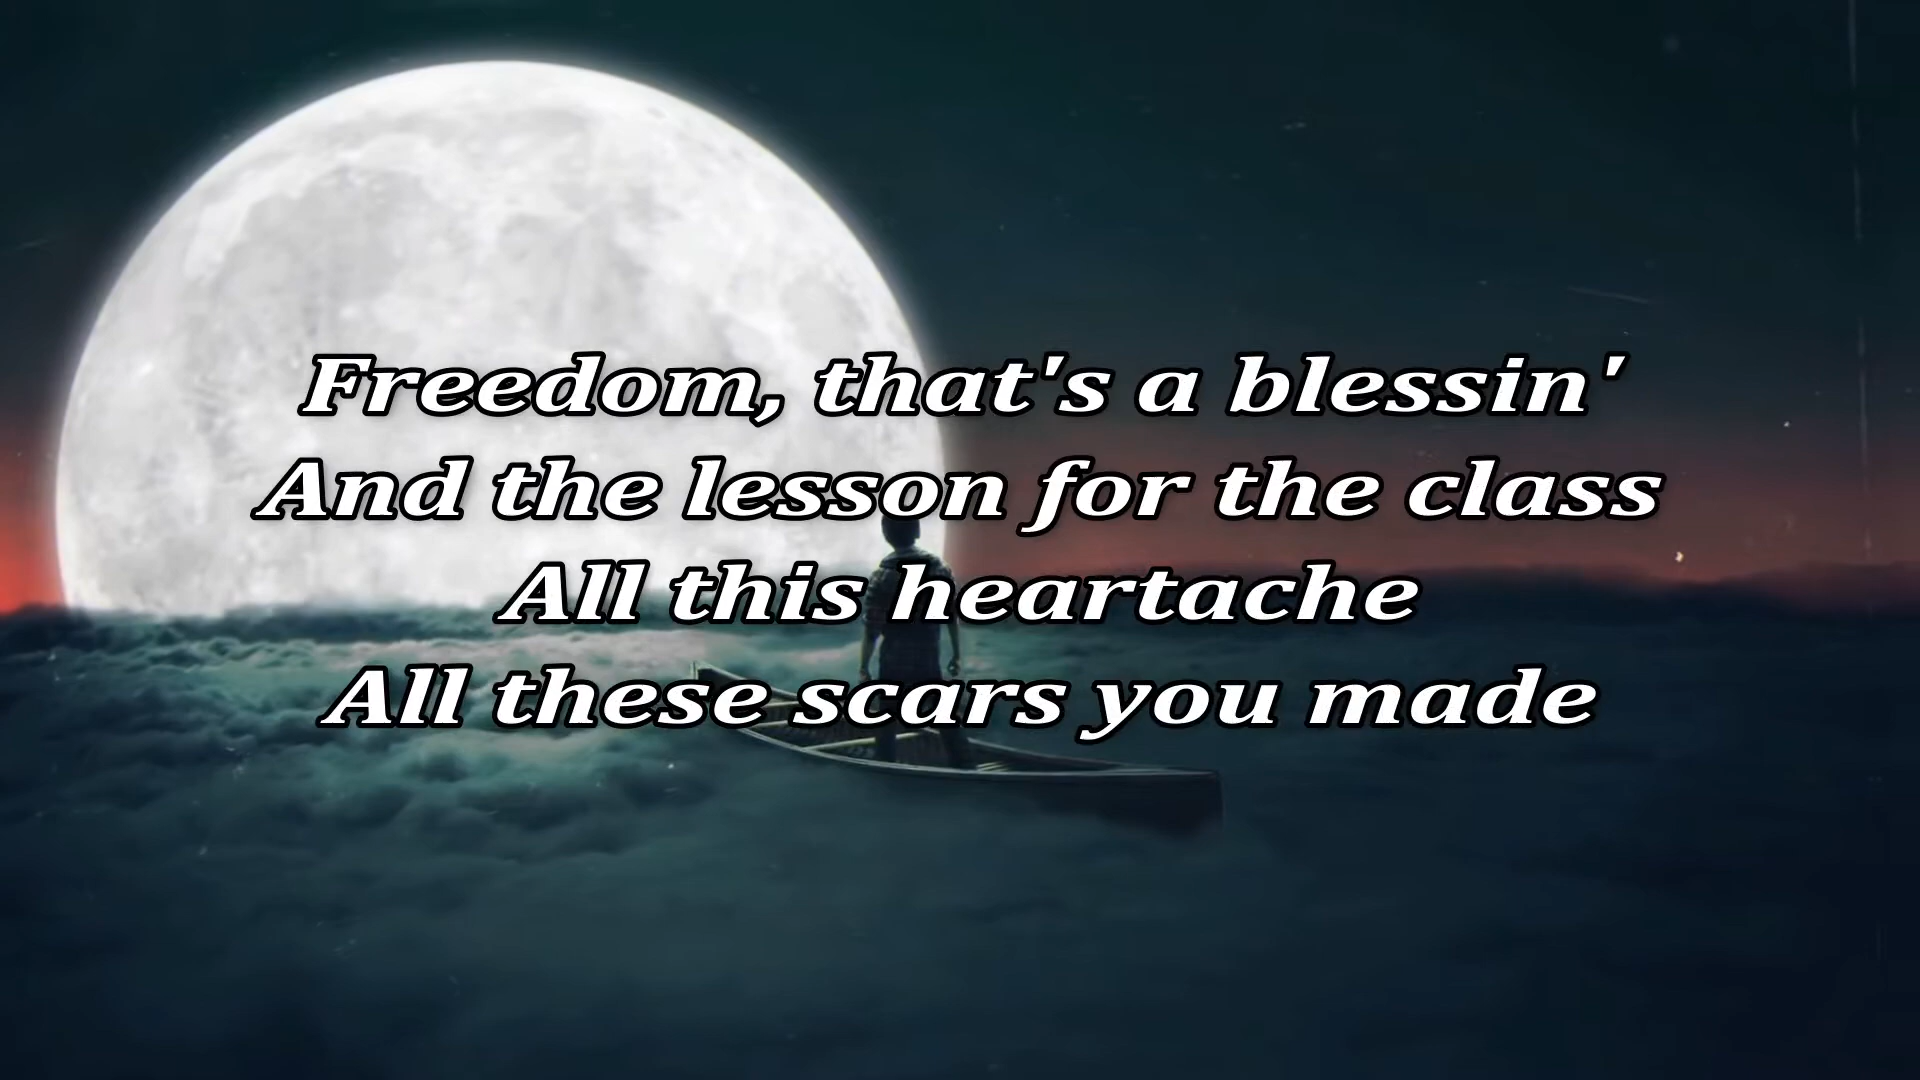 Freedom, that's a blessin'
And the lesson for the class
All this heartache
All these scars you made